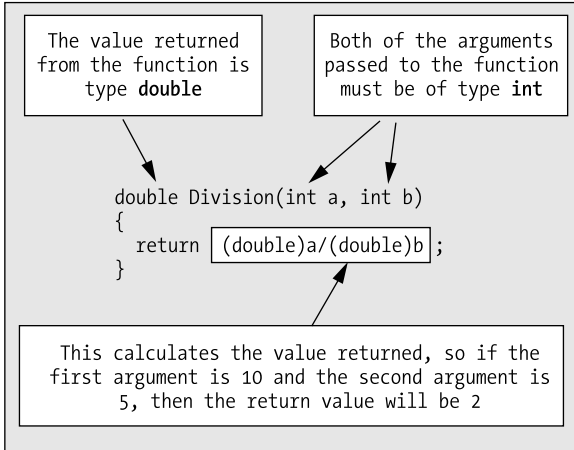 The value returned
from the function is
type double
Both of the arguments
passed to the function
must be of type int
double Division(int a, int b)
{
return (double)a/(double)b ;
}
This calculates the value returned, so if the
first argument is 10 and the second argument is
5, then the return value will be 2